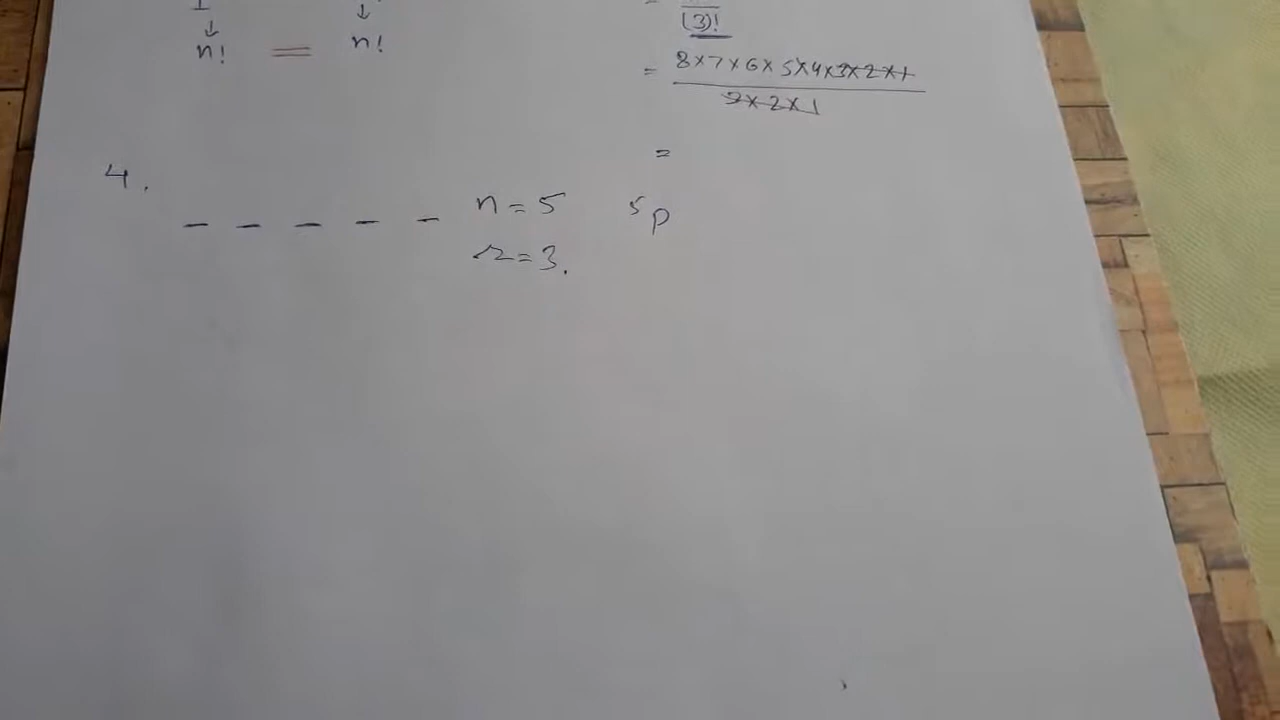 ↓ ↓
n! = n!
=
(3)!
= 8×7×6×5×4×3×2×1
3×2×1
=
4. _ _ _ _ _ n=5 ⁵P
r=3.